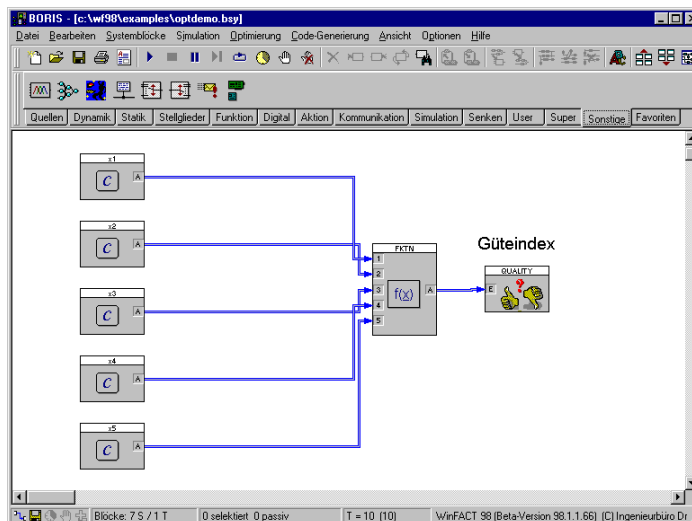 BORIS - [c:\wf98\examples\optdemo.bsy]
Datei Bearbeiten Systemblöcke Simulation Optimierung Code-Generierung Ansicht Optionen Hilfe
Quellen Dynamik Statik Stellglieder Funktion Digital Aktion Kommunikation Simulation Senken User Super Sonstige Favoriten
x1
C A
x2
C A
x3
C A
x4
C A
x5
C A
FKTN
1
2
3
4
5
f(x)
A
Güteindex
QUALITY
E
?
Blöcke: 7 S / 1 T 0 selektiert 0 passiv T = 10 (10) WinFACT 98 (Beta-Version 98.1.1.66) (C) Ingenieurbüro Dr